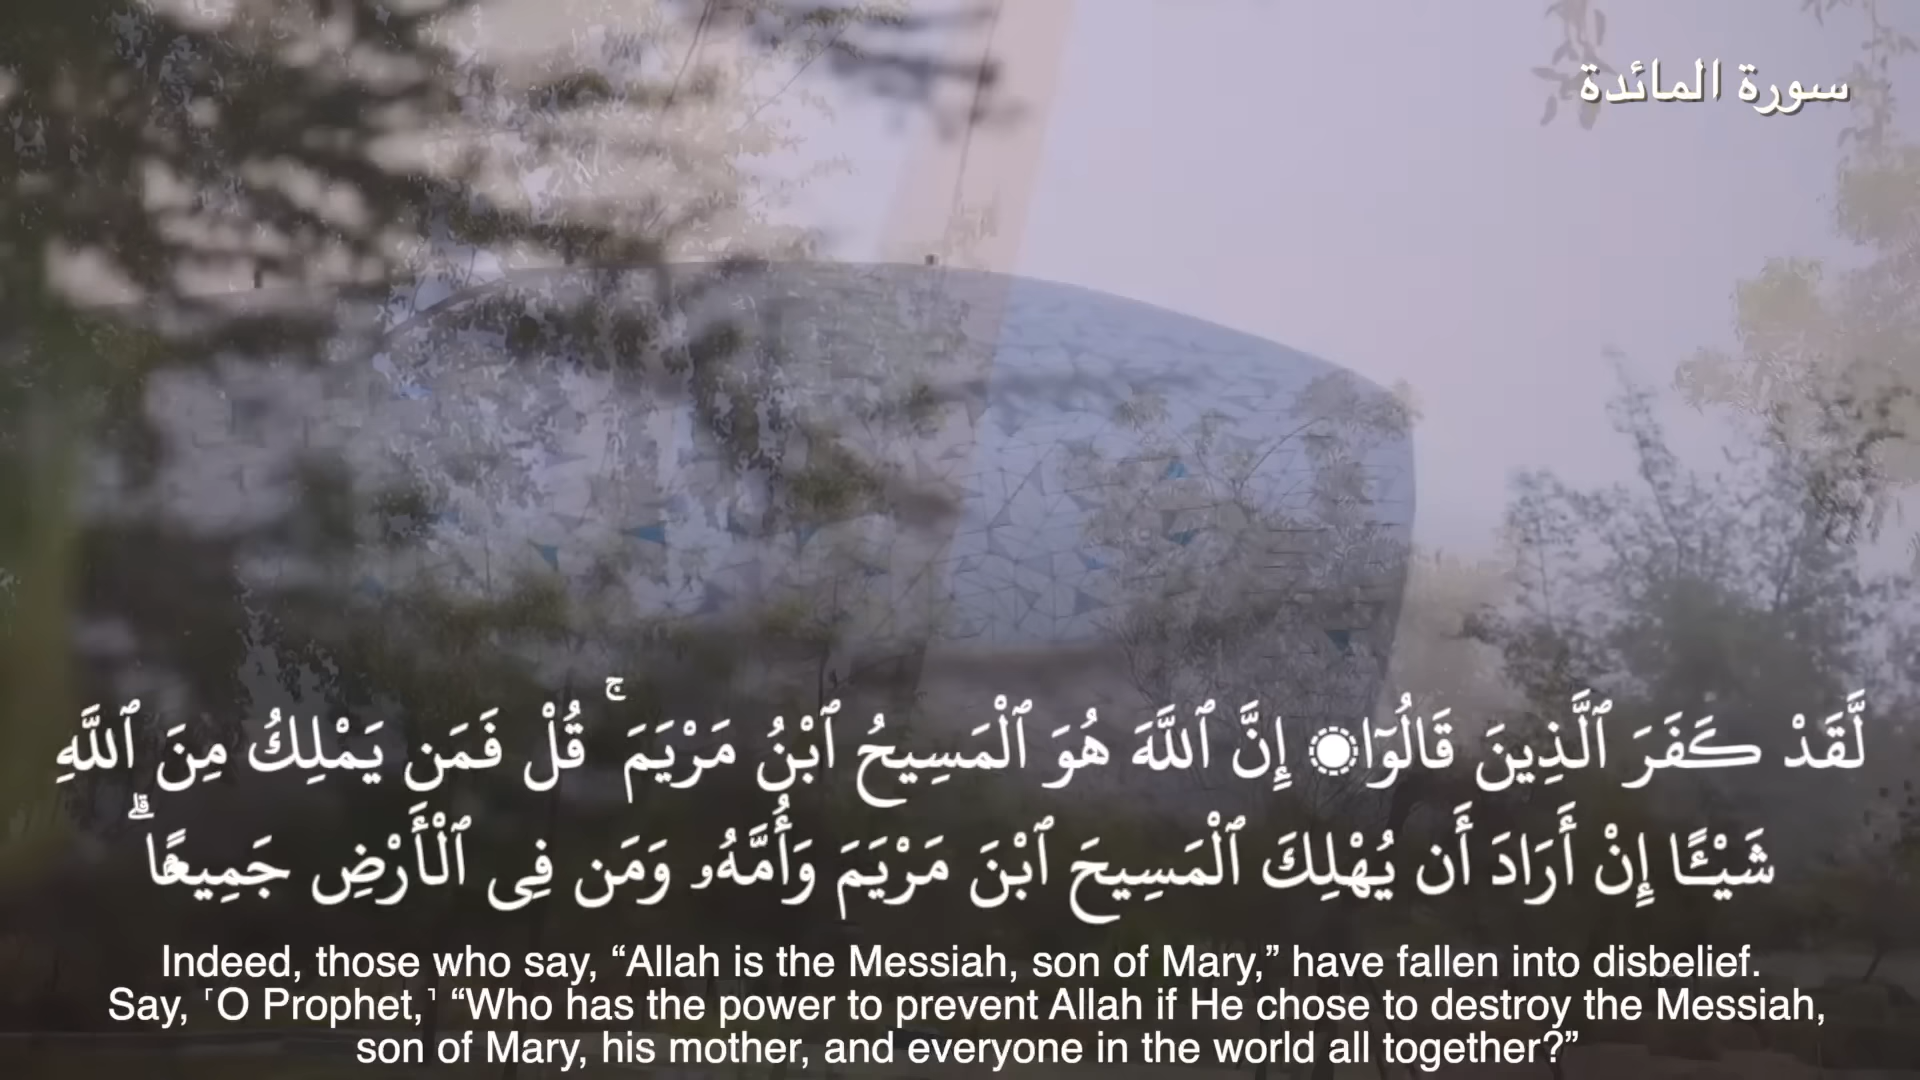 سورة المائدة
لَّقَدْ كَفَرَ ٱلَّذِينَ قَالُوٓا۟ إِنَّ ٱللَّهَ هُوَ ٱلْمَسِيحُ ٱبْنُ مَرْيَمَ ۚ قُلْ فَمَن يَمْلِكُ مِنَ ٱللَّهِ
شَيْـًٔا إِنْ أَرَادَ أَن يُهْلِكَ ٱلْمَسِيحَ ٱبْنَ مَرْيَمَ وَأُمَّهُۥ وَمَن فِى ٱلْأَرْضِ جَمِيعًا ۗ
Indeed, those who say, “Allah is the Messiah, son of Mary,” have fallen into disbelief.
Say, ˹O Prophet,˺ “Who has the power to prevent Allah if He chose to destroy the Messiah,
son of Mary, his mother, and everyone in the world all together?”